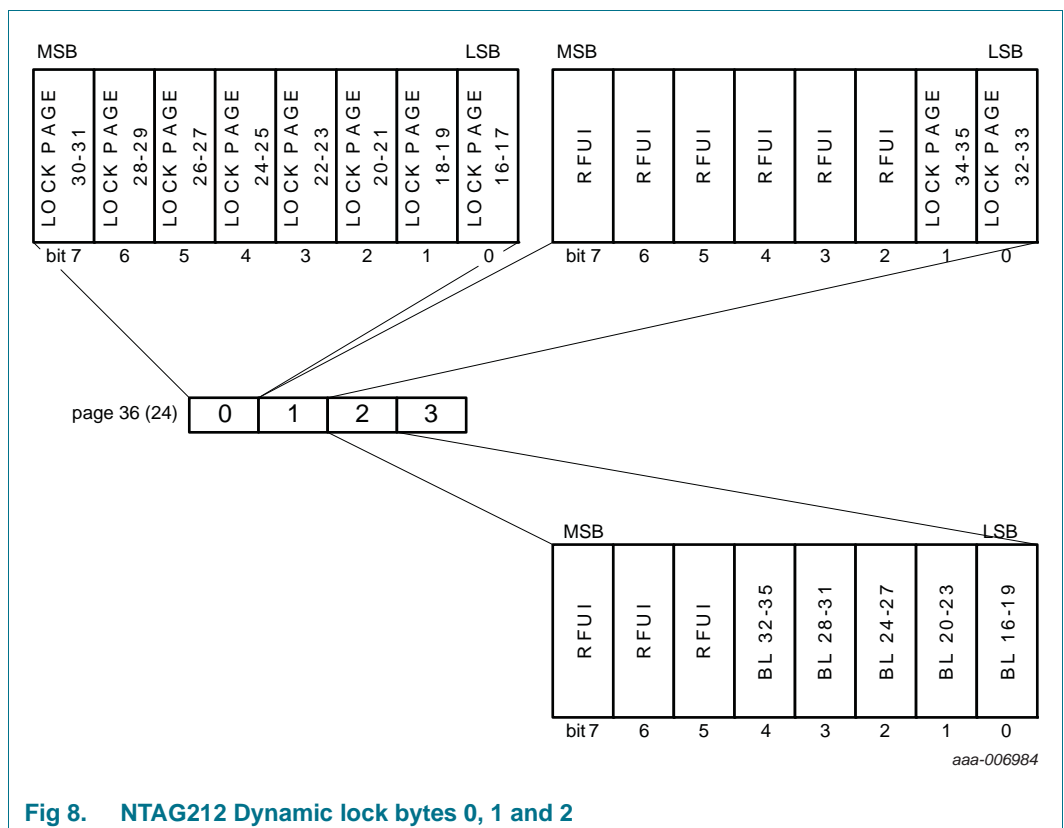 MSB LSB
LOCK PAGE 30-31
LOCK PAGE 28-29
LOCK PAGE 26-27
LOCK PAGE 24-25
LOCK PAGE 22-23
LOCK PAGE 20-21
LOCK PAGE 18-19
LOCK PAGE 16-17
bit 7 6 5 4 3 2 1 0
MSB LSB
RFUI
RFUI
RFUI
RFUI
RFUI
RFUI
LOCK PAGE 34-35
LOCK PAGE 32-33
bit 7 6 5 4 3 2 1 0
page 36 (24) 0 1 2 3
MSB LSB
RFUI
RFUI
RFUI
BL 32-35
BL 28-31
BL 24-27
BL 20-23
BL 16-19
bit 7 6 5 4 3 2 1 0
aaa-006984
Fig 8. NTAG212 Dynamic lock bytes 0, 1 and 2